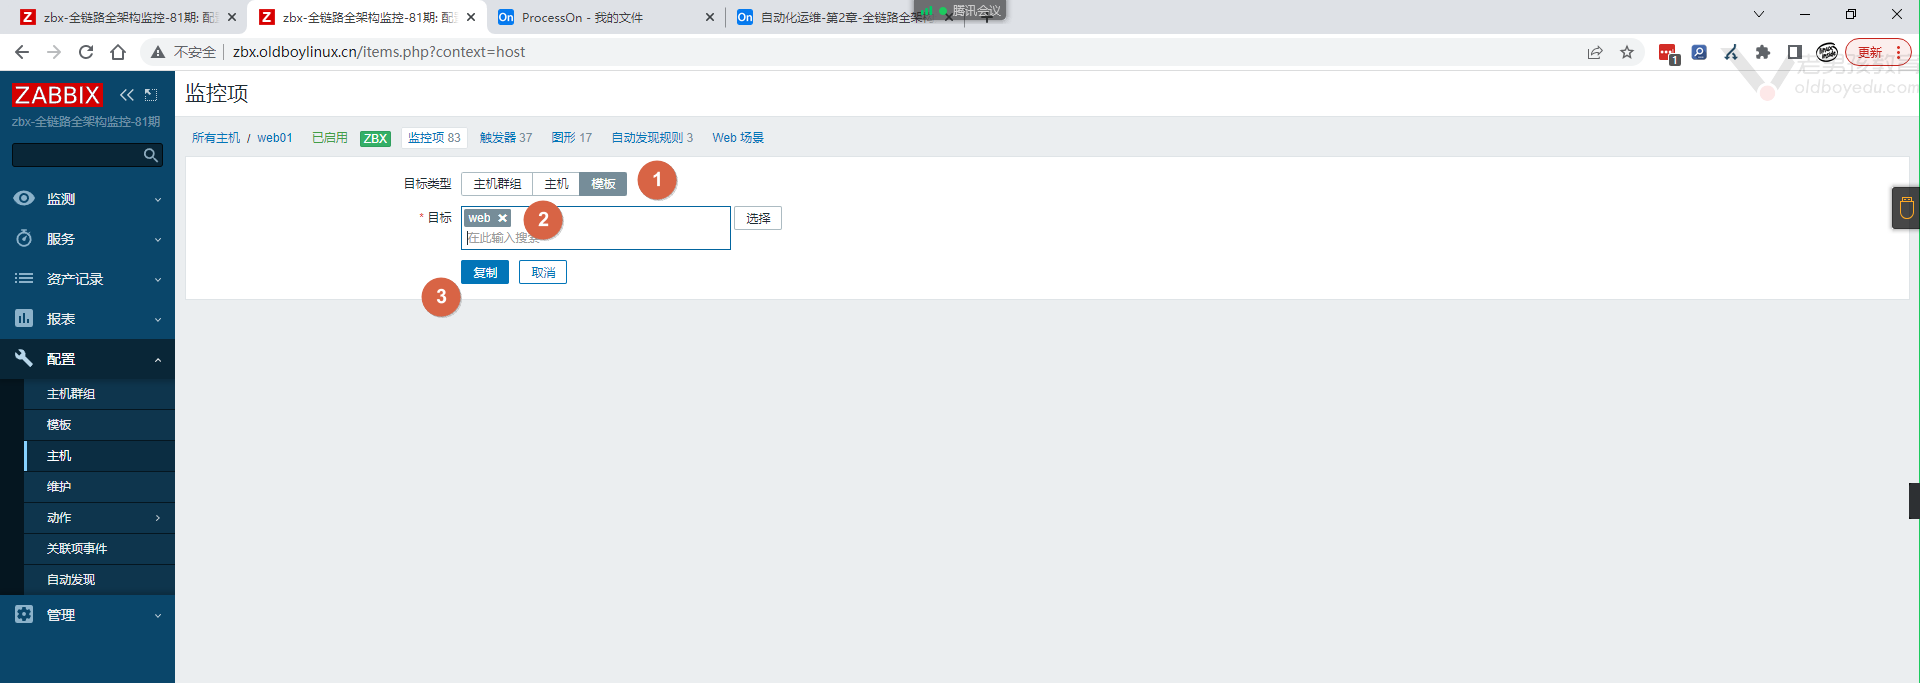 zbx-全链路全架构监控-81期: 配
zbx-全链路全架构监控-81期: 配
ProcessOn - 我的文件
自动化运维-第2章-全链路全架构
腾讯会议
不安全
zbx.oldboylinux.cn/items.php?context=host
1
更新
老男孩教育
oldboyedu.com
ZABBIX
zbx-全链路全架构监控-81期
监测
服务
资产记录
报表
配置
主机群组
模板
主机
维护
动作
关联项事件
自动发现
管理
监控项
所有主机 / web01 已启用 ZBX 监控项 83 触发器 37 图形 17 自动发现规则 3 Web 场景
目标类型 主机群组 主机 模板 1
* 目标 web 2 选择
在此输入搜索
复制 取消
3